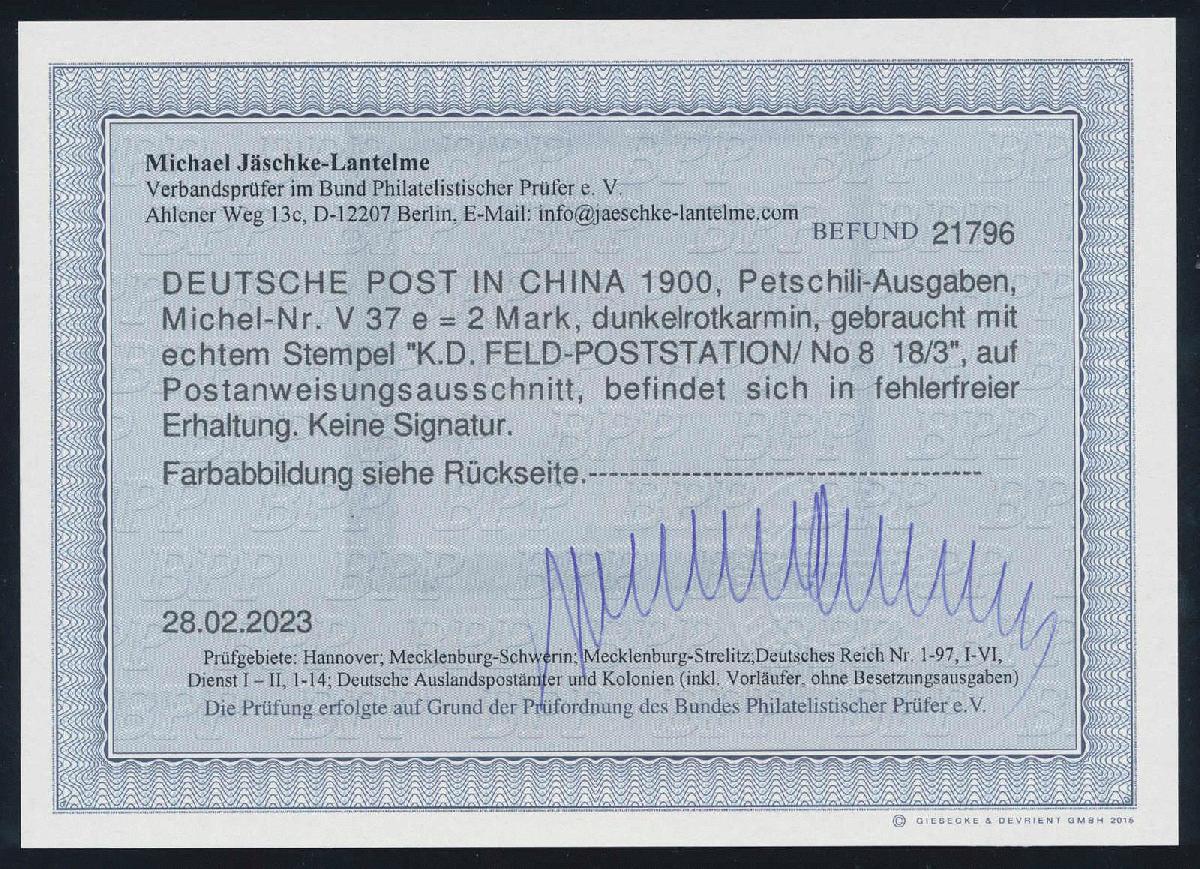 Michael Jäschke-Lantelme
Verbandsprüfer im Bund Philatelistischer Prüfer e. V.
Ahlener Weg 13c, D-12207 Berlin, E-Mail: info@jaeschke-lantelme.com
BEFUND 21796
DEUTSCHE POST IN CHINA 1900, Petschili-Ausgaben,
Michel-Nr. V 37 e = 2 Mark, dunkelrotkarmin, gebraucht mit
echtem Stempel "K.D. FELD-POSTSTATION/ No 8 18/3", auf
Postanweisungsausschnitt, befindet sich in fehlerfreier
Erhaltung. Keine Signatur.
Farbabbildung siehe Rückseite.------------------------------------
28.02.2023
Prüfgebiete: Hannover; Mecklenburg-Schwerin; Mecklenburg-Strelitz;Deutsches Reich Nr. 1-97, I-VI,
Dienst I – II, 1-14; Deutsche Auslandspostämter und Kolonien (inkl. Vorläufer, ohne Besetzungsausgaben)
Die Prüfung erfolgte auf Grund der Prüfordnung des Bundes Philatelistischer Prüfer e.V.
© GIESECKE & DEVRIENT GMBH 2016